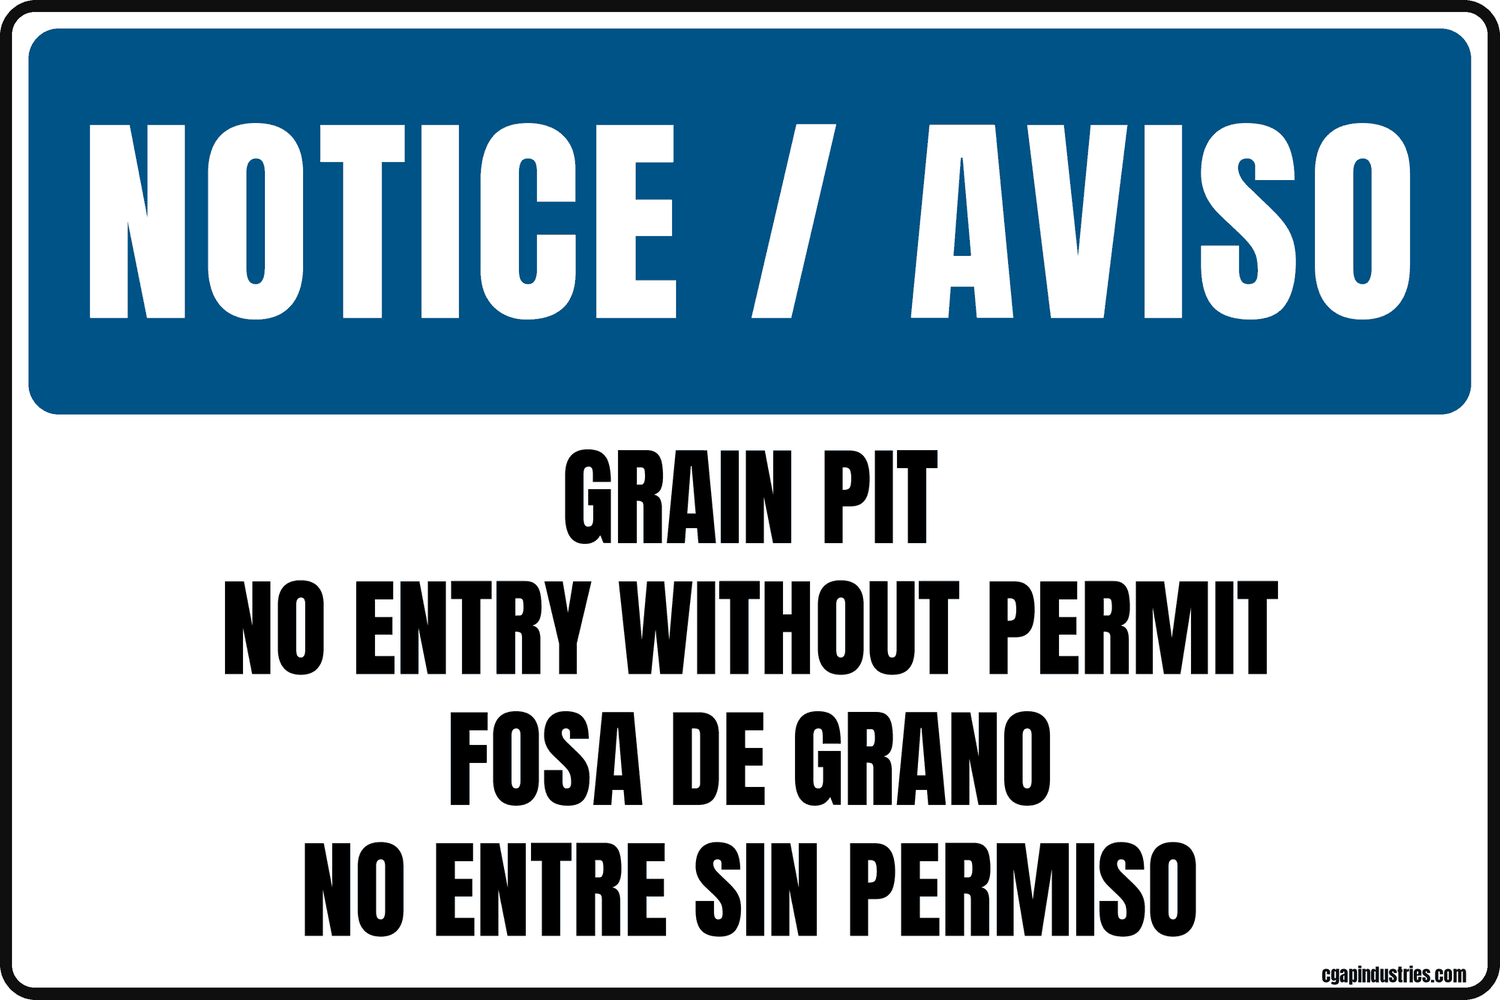 NOTICE / AVISO
GRAIN PIT
NO ENTRY WITHOUT PERMIT
FOSA DE GRANO
NO ENTRE SIN PERMISO
cgapindustries.com